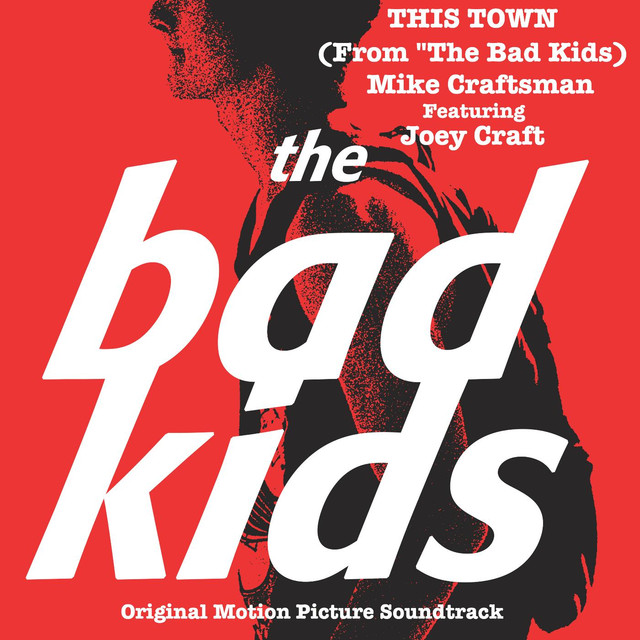 THIS TOWN
(From "The Bad Kids)
Mike Craftsman
Featuring
Joey Craft
the
bad
kids
Original Motion Picture Soundtrack